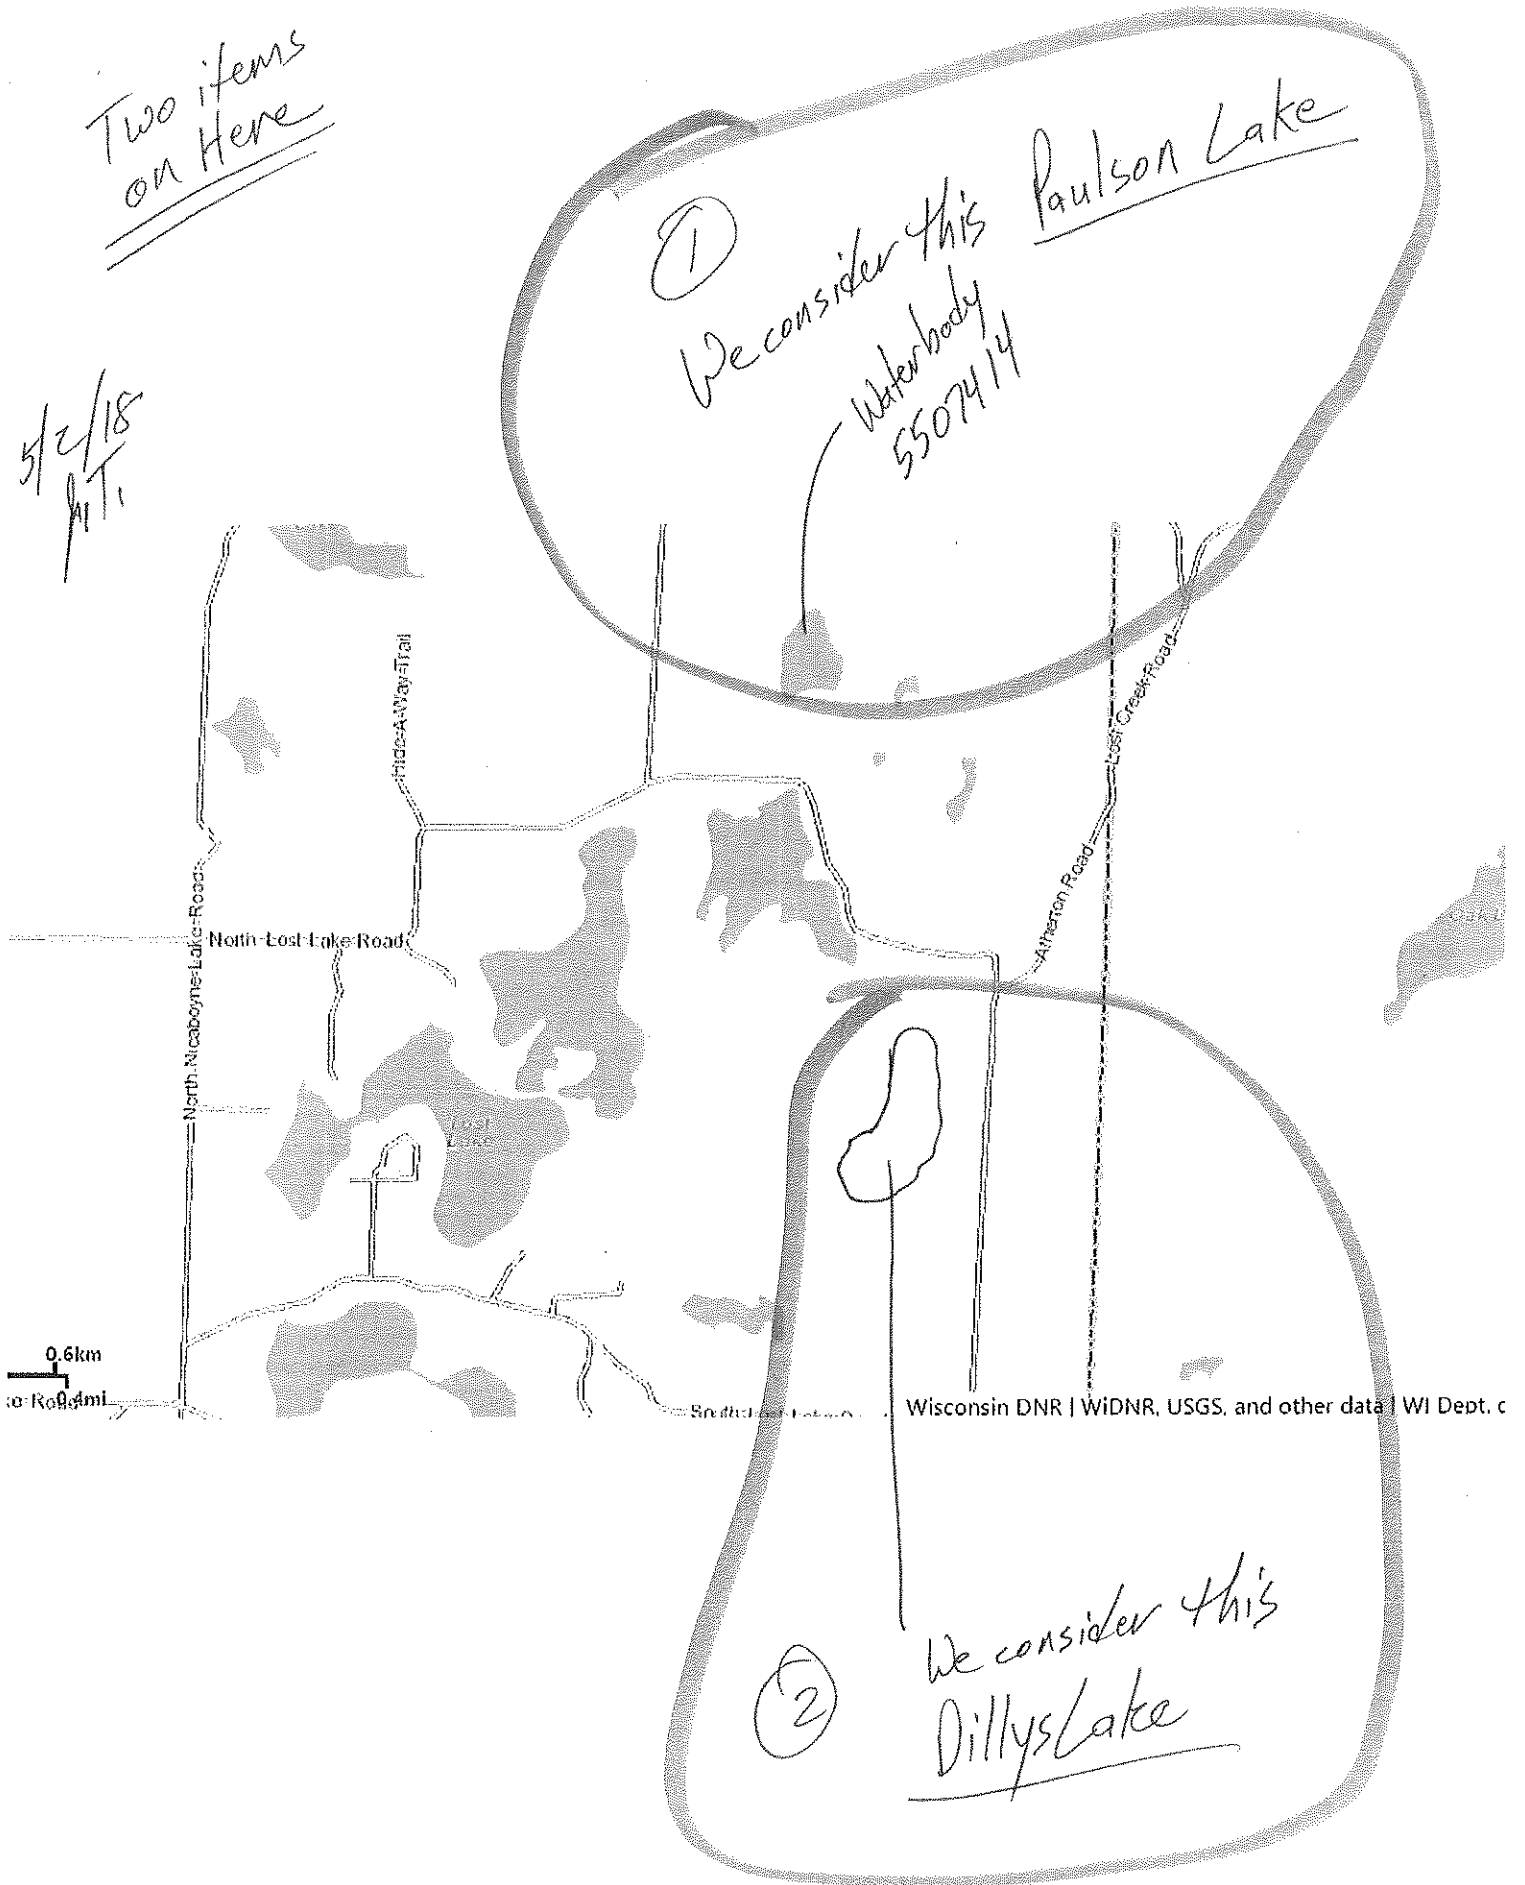 Two items
on Here
①
We consider this Paulson Lake
Waterbody
5507414
5/2/18
Hide-A-Way-Trail
Lost Creek Road
North Nicaboyne Lake Road
North Lost Lake Road
Atherton Road
LOST
LAKE
0.6km
0.4mi
Wisconsin DNR | WiDNR, USGS, and other data | WI Dept. o
②
We consider this
Dillys Lake